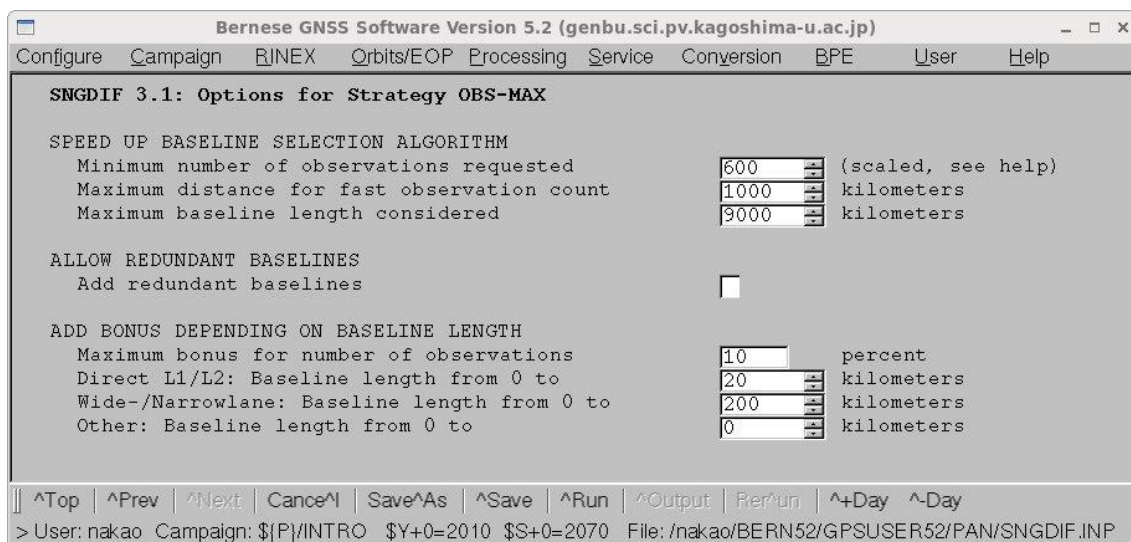 Bernese GNSS Software Version 5.2 (genbu.sci.pv.kagoshima-u.ac.jp)
Configure Campaign RINEX Orbits/EOP Processing Service Conversion BPE User Help
SNGDIF 3.1: Options for Strategy OBS-MAX
SPEED UP BASELINE SELECTION ALGORITHM
Minimum number of observations requested 600 (scaled, see help)
Maximum distance for fast observation count 1000 kilometers
Maximum baseline length considered 9000 kilometers
ALLOW REDUNDANT BASELINES
Add redundant baselines
ADD BONUS DEPENDING ON BASELINE LENGTH
Maximum bonus for number of observations 10 percent
Direct L1/L2: Baseline length from 0 to 20 kilometers
Wide-/Narrowlane: Baseline length from 0 to 200 kilometers
Other: Baseline length from 0 to 0 kilometers
^Top | ^Prev | ^Next | Cance^l | Save^As | ^Save | ^Run | ^Output | Rer^un | ^+Day ^-Day
> User: nakao Campaign: ${P}/INTRO $Y+0=2010 $S+0=2070 File: /nakao/BERN52/GPSUSER52/PAN/SNGDIF.INP